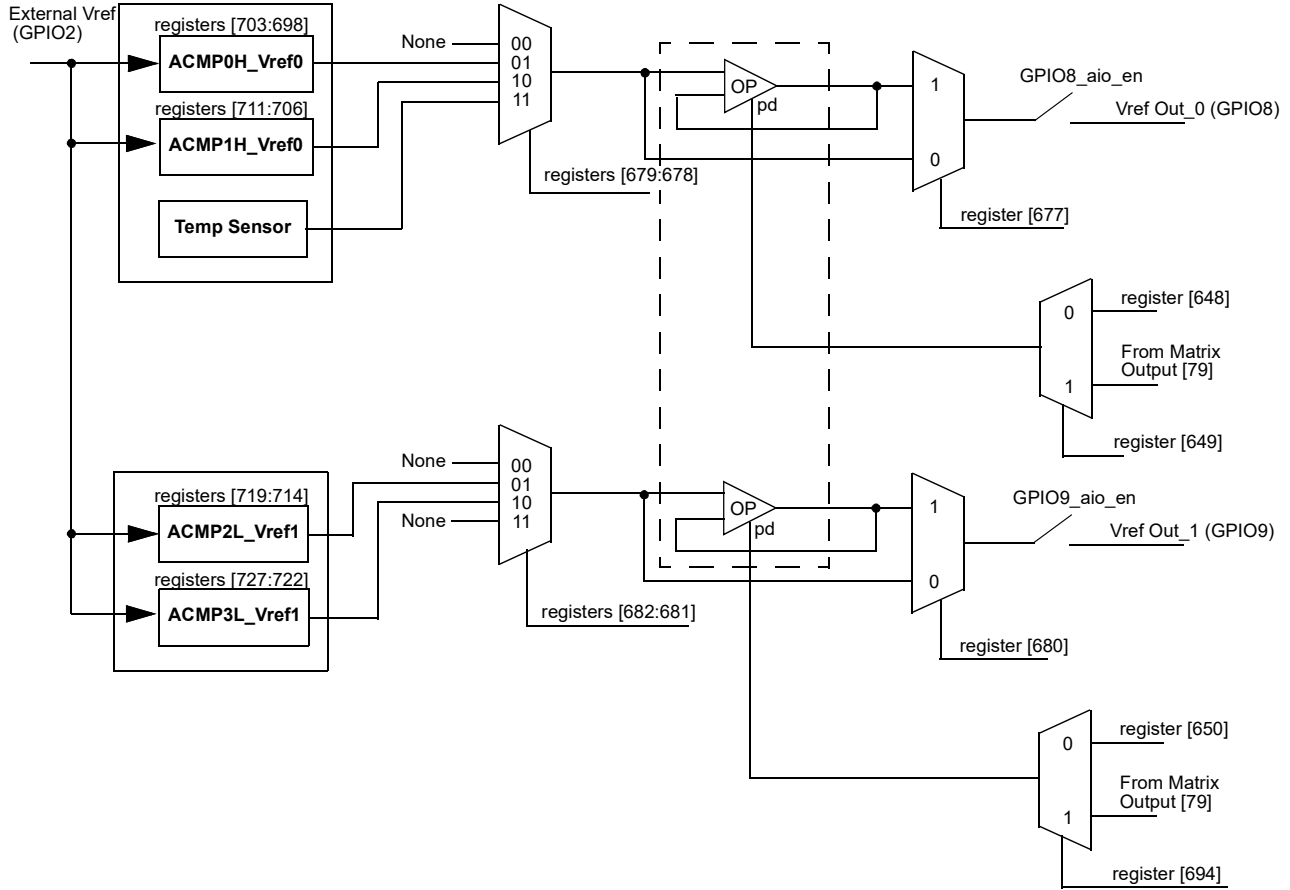 External Vref
(GPIO2)
registers [703:698]
ACMP0H_Vref0
registers [711:706]
ACMP1H_Vref0
Temp Sensor
None
00
01
10
11
registers [679:678]
OP
pd
1
0
register [677]
GPIO8_aio_en
Vref Out_0 (GPIO8)
0
1
register [648]
From Matrix
Output [79]
register [649]
registers [719:714]
ACMP2L_Vref1
registers [727:722]
ACMP3L_Vref1
None
None
00
01
10
11
registers [682:681]
OP
pd
1
0
register [680]
GPIO9_aio_en
Vref Out_1 (GPIO9)
0
1
register [650]
From Matrix
Output [79]
register [694]